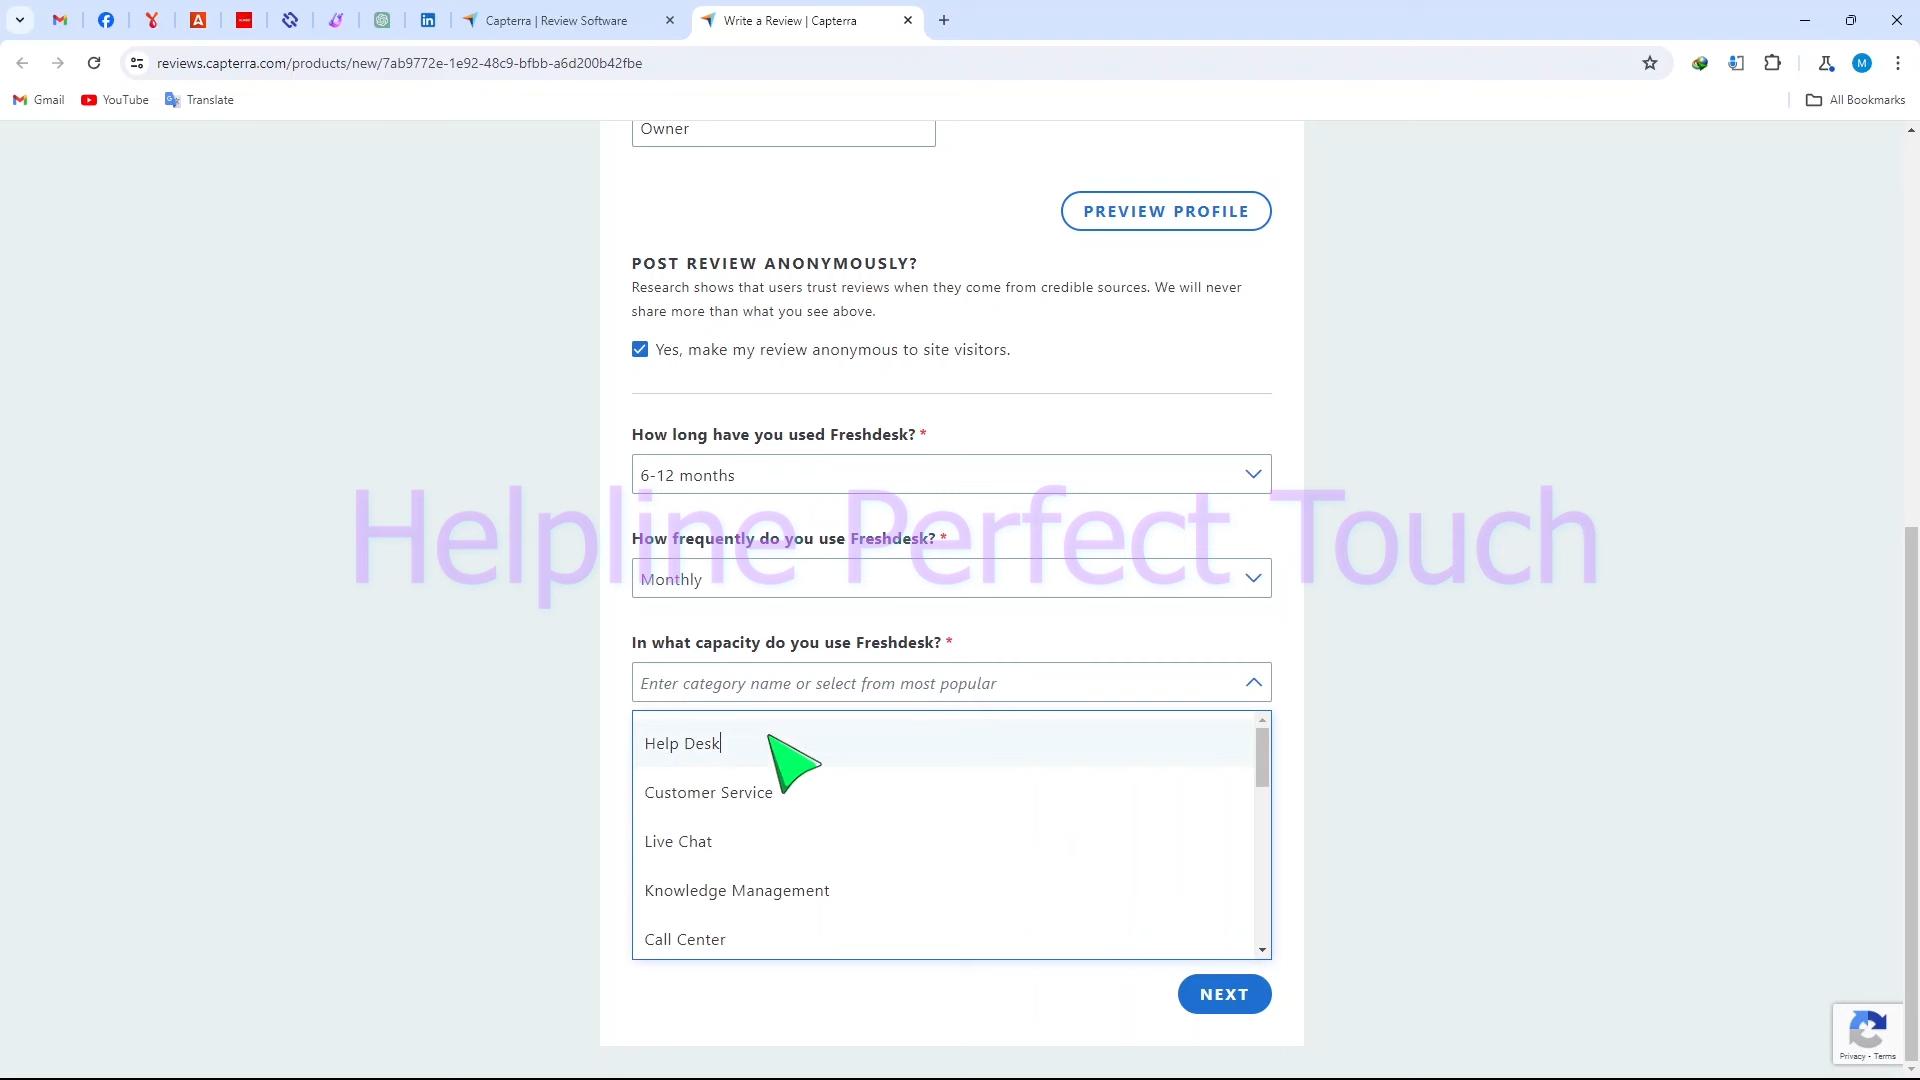 Capterra | Review Software
Write a Review | Capterra
reviews.capterra.com/products/new/7ab9772e-1e92-48c9-bfbb-a6d200b42fbe
M
Gmail
YouTube
Translate
All Bookmarks
Owner
PREVIEW PROFILE
POST REVIEW ANONYMOUSLY?
Research shows that users trust reviews when they come from credible sources. We will never
share more than what you see above.
Yes, make my review anonymous to site visitors.
How long have you used Freshdesk? *
6-12 months
Helpline Perfect Touch
How frequently do you use Freshdesk? *
Monthly
In what capacity do you use Freshdesk? *
Enter category name or select from most popular
Help Desk
Customer Service
Live Chat
Knowledge Management
Call Center
NEXT
Privacy - Terms